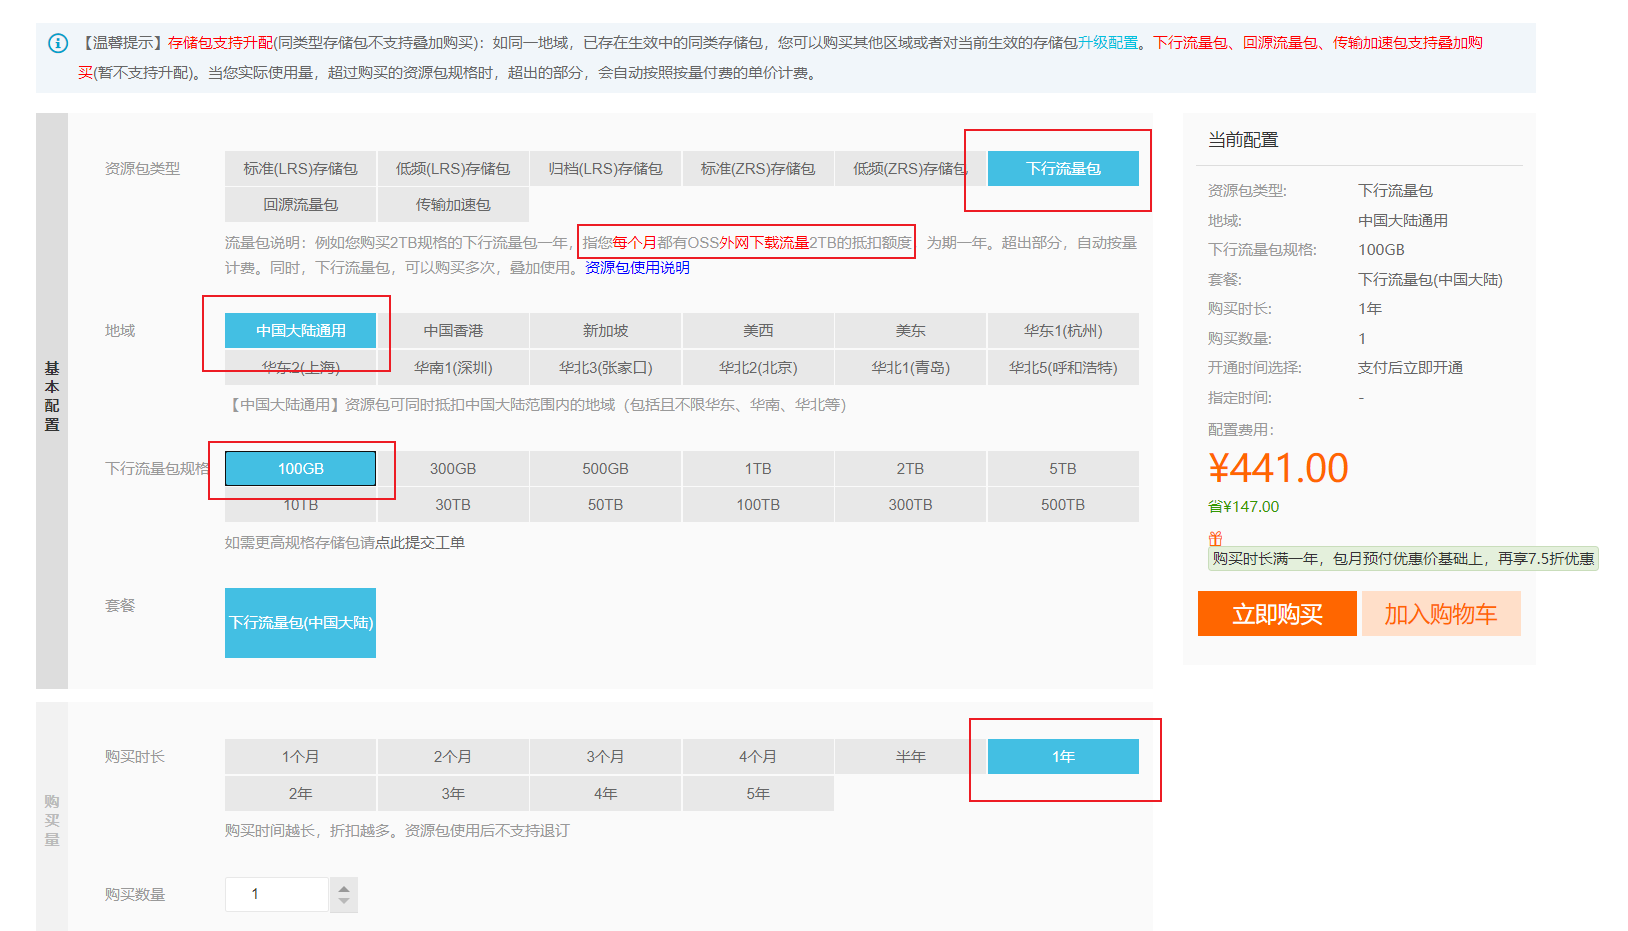 【温馨提示】存储包支持升配(同类型存储包不支持叠加购买)：如同一地域，已存在生效中的同类存储包，您可以购买其他区域或者对当前生效的存储包升级配置。下行流量包、回源流量包、传输加速包支持叠加购
买(暂不支持升配)。当您实际使用量，超过购买的资源包规格时，超出的部分，会自动按照按量付费的单价计费。
基本配置
资源包类型
标准(LRS)存储包 低频(LRS)存储包 归档(LRS)存储包 标准(ZRS)存储包 低频(ZRS)存储包 下行流量包
回源流量包 传输加速包
流量包说明：例如您购买2TB规格的下行流量包一年，指您每个月都有OSS外网下载流量2TB的抵扣额度 为期一年。超出部分，自动按量
计费。同时，下行流量包，可以购买多次，叠加使用。资源包使用说明
地域
中国大陆通用 中国香港 新加坡 美西 美东 华东1(杭州)
华东2(上海) 华南1(深圳) 华北3(张家口) 华北2(北京) 华北1(青岛) 华北5(呼和浩特)
【中国大陆通用】资源包可同时抵扣中国大陆范围内的地域（包括且不限华东、华南、华北等）
下行流量包规格
100GB 300GB 500GB 1TB 2TB 5TB
10TB 30TB 50TB 100TB 300TB 500TB
如需更高规格存储包请点此提交工单
套餐
下行流量包(中国大陆)
购买量
购买时长
1个月 2个月 3个月 4个月 半年 1年
2年 3年 4年 5年
购买时间越长，折扣越多。资源包使用后不支持退订
购买数量
1
当前配置
资源包类型: 下行流量包
地域: 中国大陆通用
下行流量包规格: 100GB
套餐: 下行流量包(中国大陆)
购买时长: 1年
购买数量: 1
开通时间选择: 支付后立即开通
指定时间: -
配置费用:
¥441.00
省¥147.00
购买时长满一年，包月预付优惠价基础上，再享7.5折优惠
立即购买 加入购物车